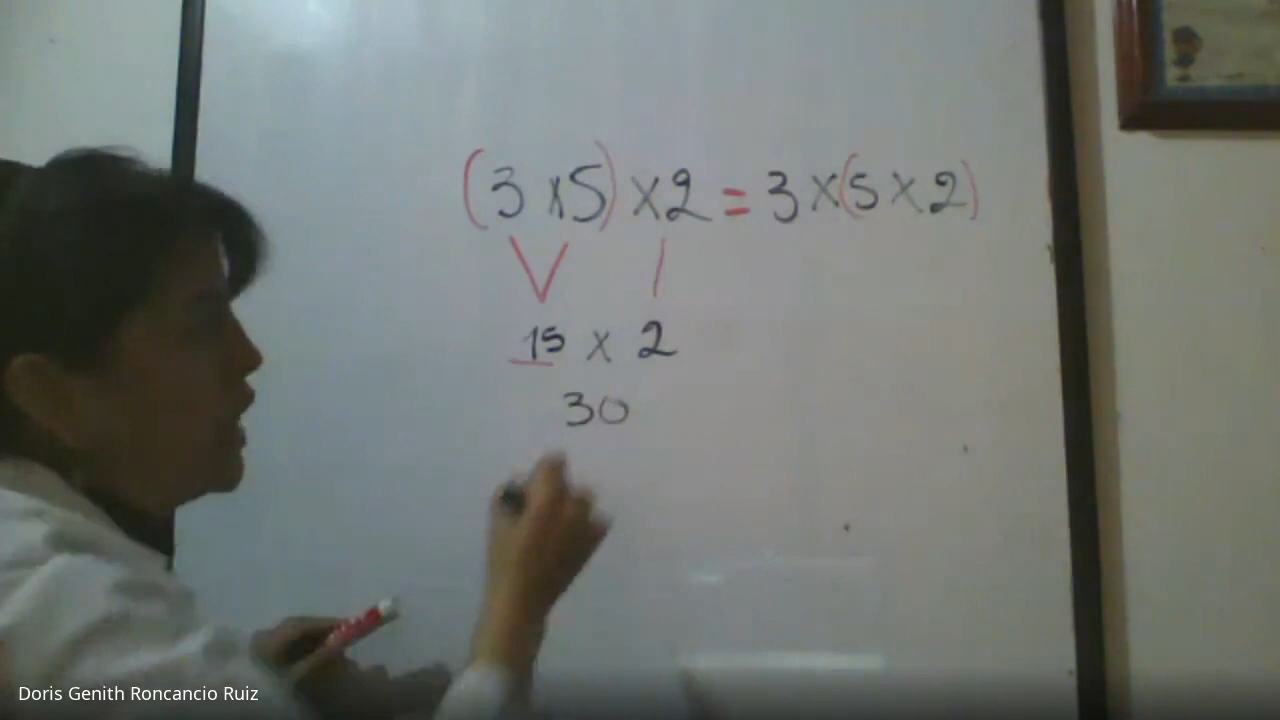 (3 x 5) x 2 = 3 x (5 x 2)
15 x 2
30
Doris Genith Roncancio Ruiz